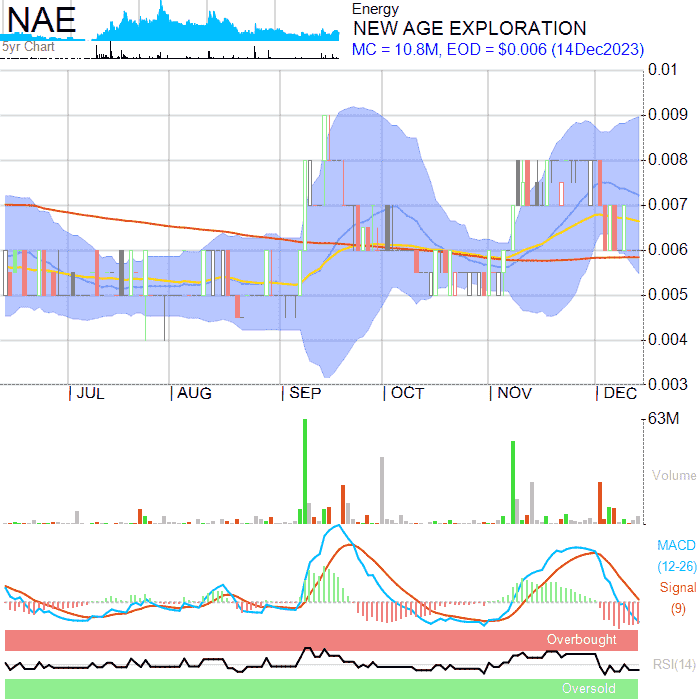 NAE
5yr Chart
Energy
NEW AGE EXPLORATION
MC = 10.8M, EOD = $0.006 (14Dec2023)
0.01
0.009
0.008
0.007
0.006
0.005
0.004
0.003
JUL AUG SEP OCT NOV DEC
63M
Volume
MACD
(12-26)
Signal
(9)
Overbought
RSI(14)
Oversold